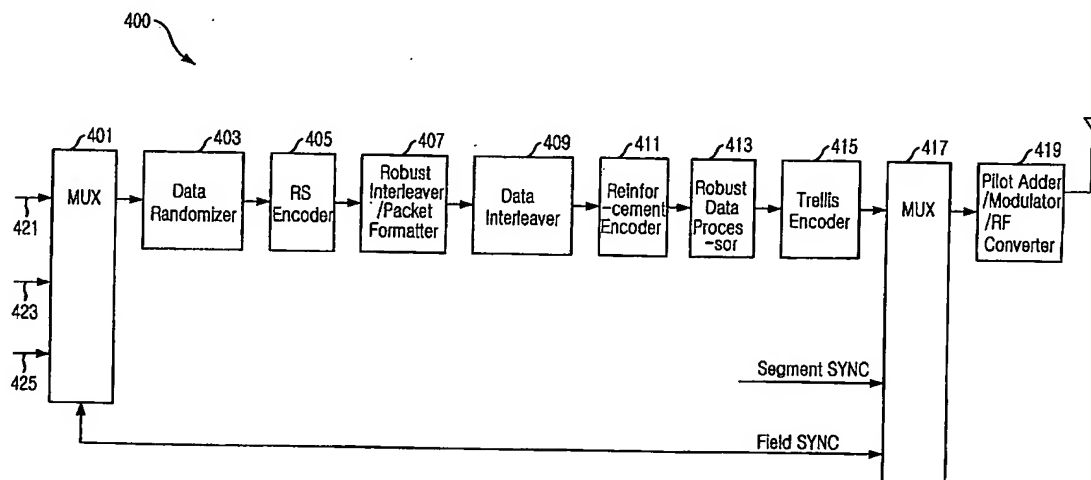 400
401
403
405
407
409
411
413
415
417
419
MUX
Data
Randomizer
RS
Encoder
Robust
Interleaver
/Packet
Formatter
Data
Interleaver
Reinfor
-cement
Encoder
Robust
Data
Proces
-sor
Trellis
Encoder
MUX
Pilot Adder
/Modulator
/RF
Converter
421
423
425
Segment SYNC
Field SYNC